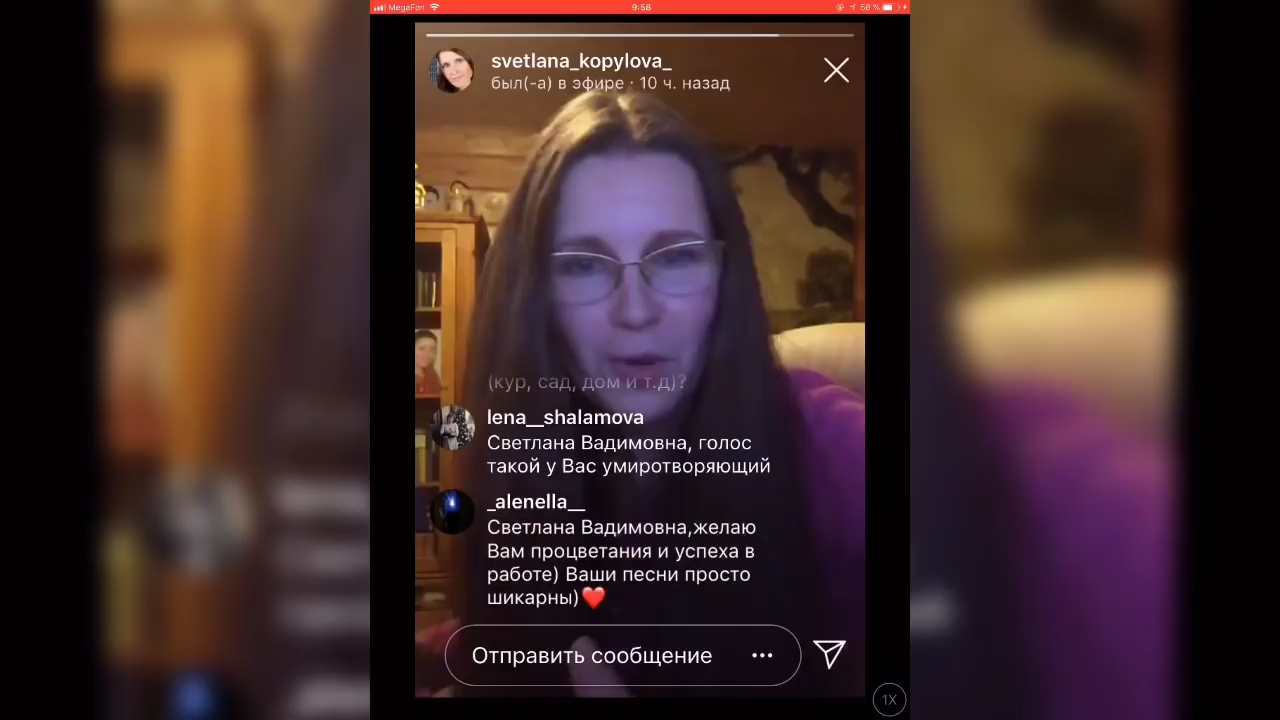 MegaFon
9:58
56 %
svetlana_kopylova_
был(-а) в эфире · 10 ч. назад
(кур, сад, дом и т.д)?
lena__shalamova
Светлана Вадимовна, голос
такой у Вас умиротворяющий
_alenella__
Светлана Вадимовна,желаю
Вам процветания и успеха в
работе) Ваши песни просто
шикарны)❤️
Отправить сообщение
1X